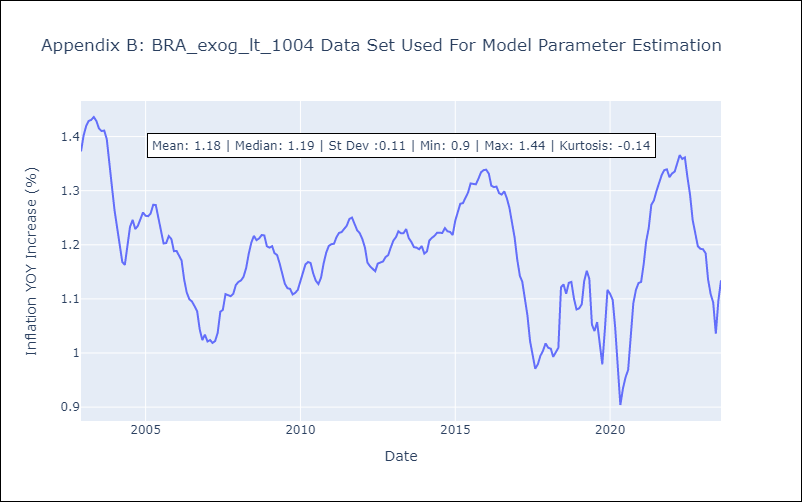 Appendix B: BRA_exog_lt_1004 Data Set Used For Model Parameter Estimation
Mean: 1.18 | Median: 1.19 | St Dev :0.11 | Min: 0.9 | Max: 1.44 | Kurtosis: -0.14
Inflation YOY Increase (%)
1.4
1.3
1.2
1.1
1
0.9
2005
2010
2015
2020
Date